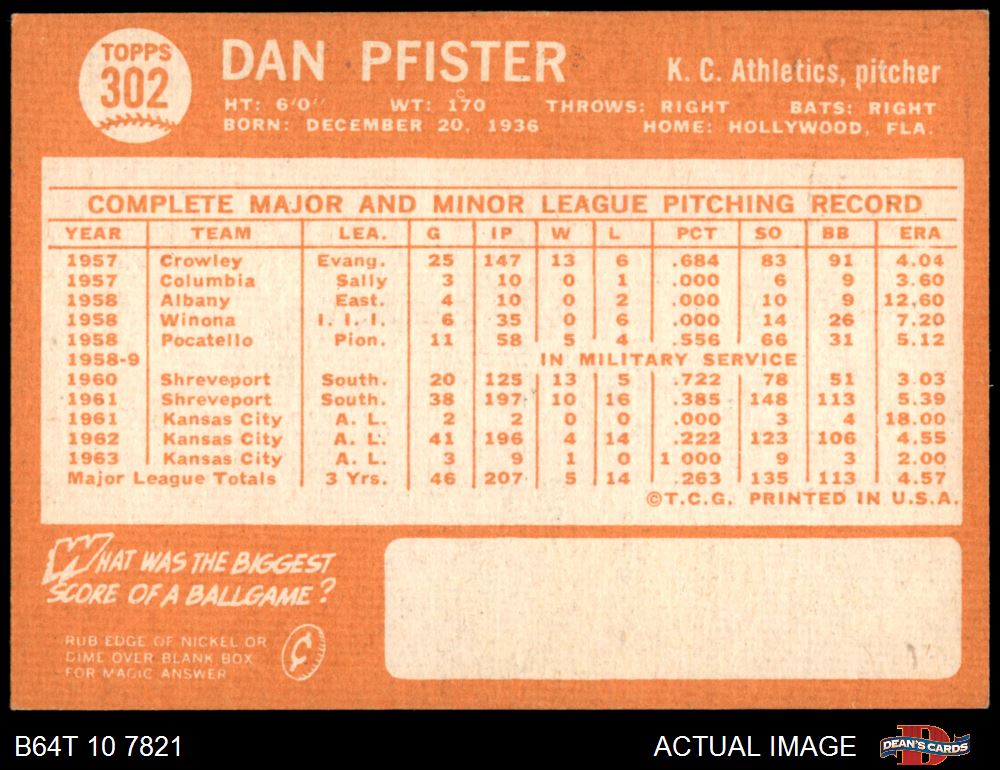 TOPPS
302
DAN PFISTER
K. C. Athletics, pitcher
HT: 6'0" WT: 170 THROWS: RIGHT BATS: RIGHT
BORN: DECEMBER 20, 1936 HOME: HOLLYWOOD, FLA.
COMPLETE MAJOR AND MINOR LEAGUE PITCHING RECORD
YEAR TEAM LEA. G IP W L PCT SO BB ERA
1957 Crowley Evang. 25 147 13 6 .684 83 91 4.04
1957 Columbia Sally 3 10 0 1 .000 6 9 3.60
1958 Albany East. 4 10 0 2 .000 10 9 12.60
1958 Winona I. I. I. 6 35 0 6 .000 14 26 7.20
1958 Pocatello Pion. 11 58 5 4 .556 66 31 5.12
1958-9 IN MILITARY SERVICE
1960 Shreveport South. 20 125 13 5 .722 78 51 3.03
1961 Shreveport South. 38 197 10 16 .385 148 113 5.39
1961 Kansas City A. L. 2 2 0 0 .000 3 4 18.00
1962 Kansas City A. L. 41 196 4 14 .222 123 106 4.55
1963 Kansas City A. L. 3 9 1 0 1 000 9 3 2.00
Major League Totals 3 Yrs. 46 207 5 14 .263 135 113 4.57
©T.C.G. PRINTED IN U.S.A.
WHAT WAS THE BIGGEST
SCORE OF A BALLGAME?
RUB EDGE OF NICKEL OR
DIME OVER BLANK BOX
FOR MAGIC ANSWER
¢
B64T 10 7821
ACTUAL IMAGE
D
DEAN'S CARDS